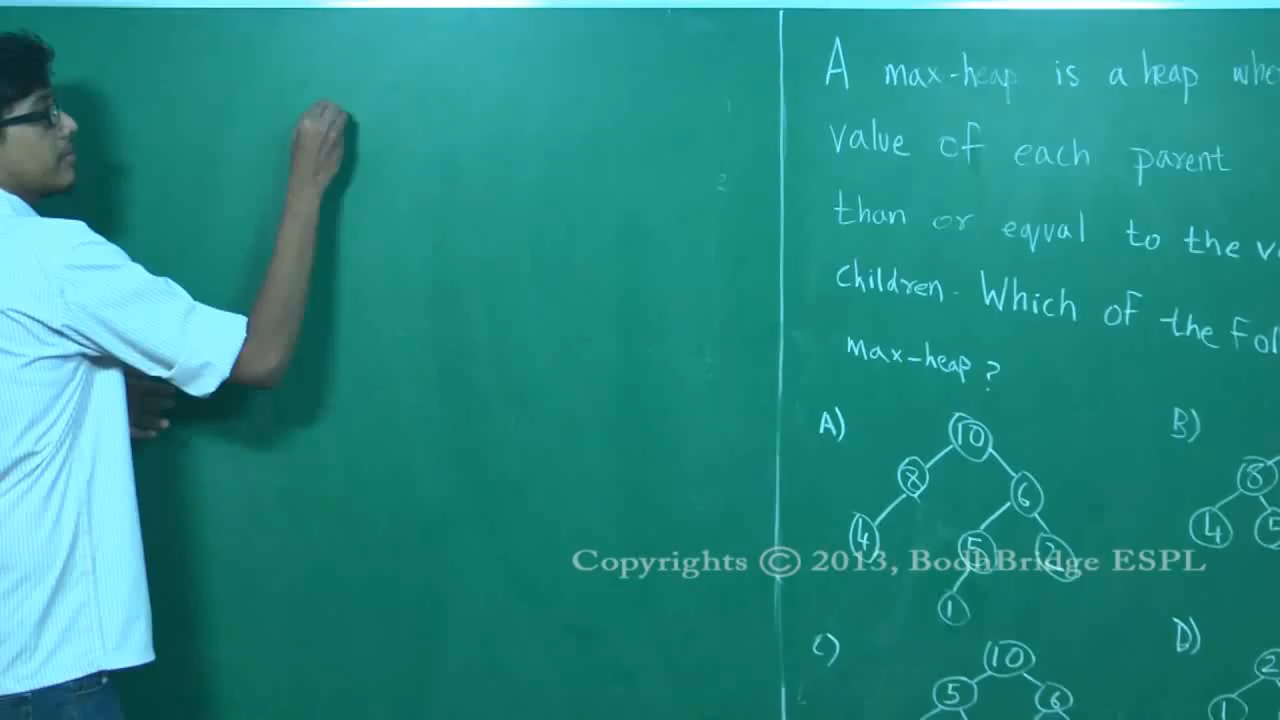 A max-heap is a heap whe
value of each parent
than or equal to the v
children. Which of the Fol
max-heap?
A)
B)
10
8
6
8
4
5
2
4
5
1
Copyrights © 2013, BodhBridge ESPL
C)
D)
10
2
5
6
1